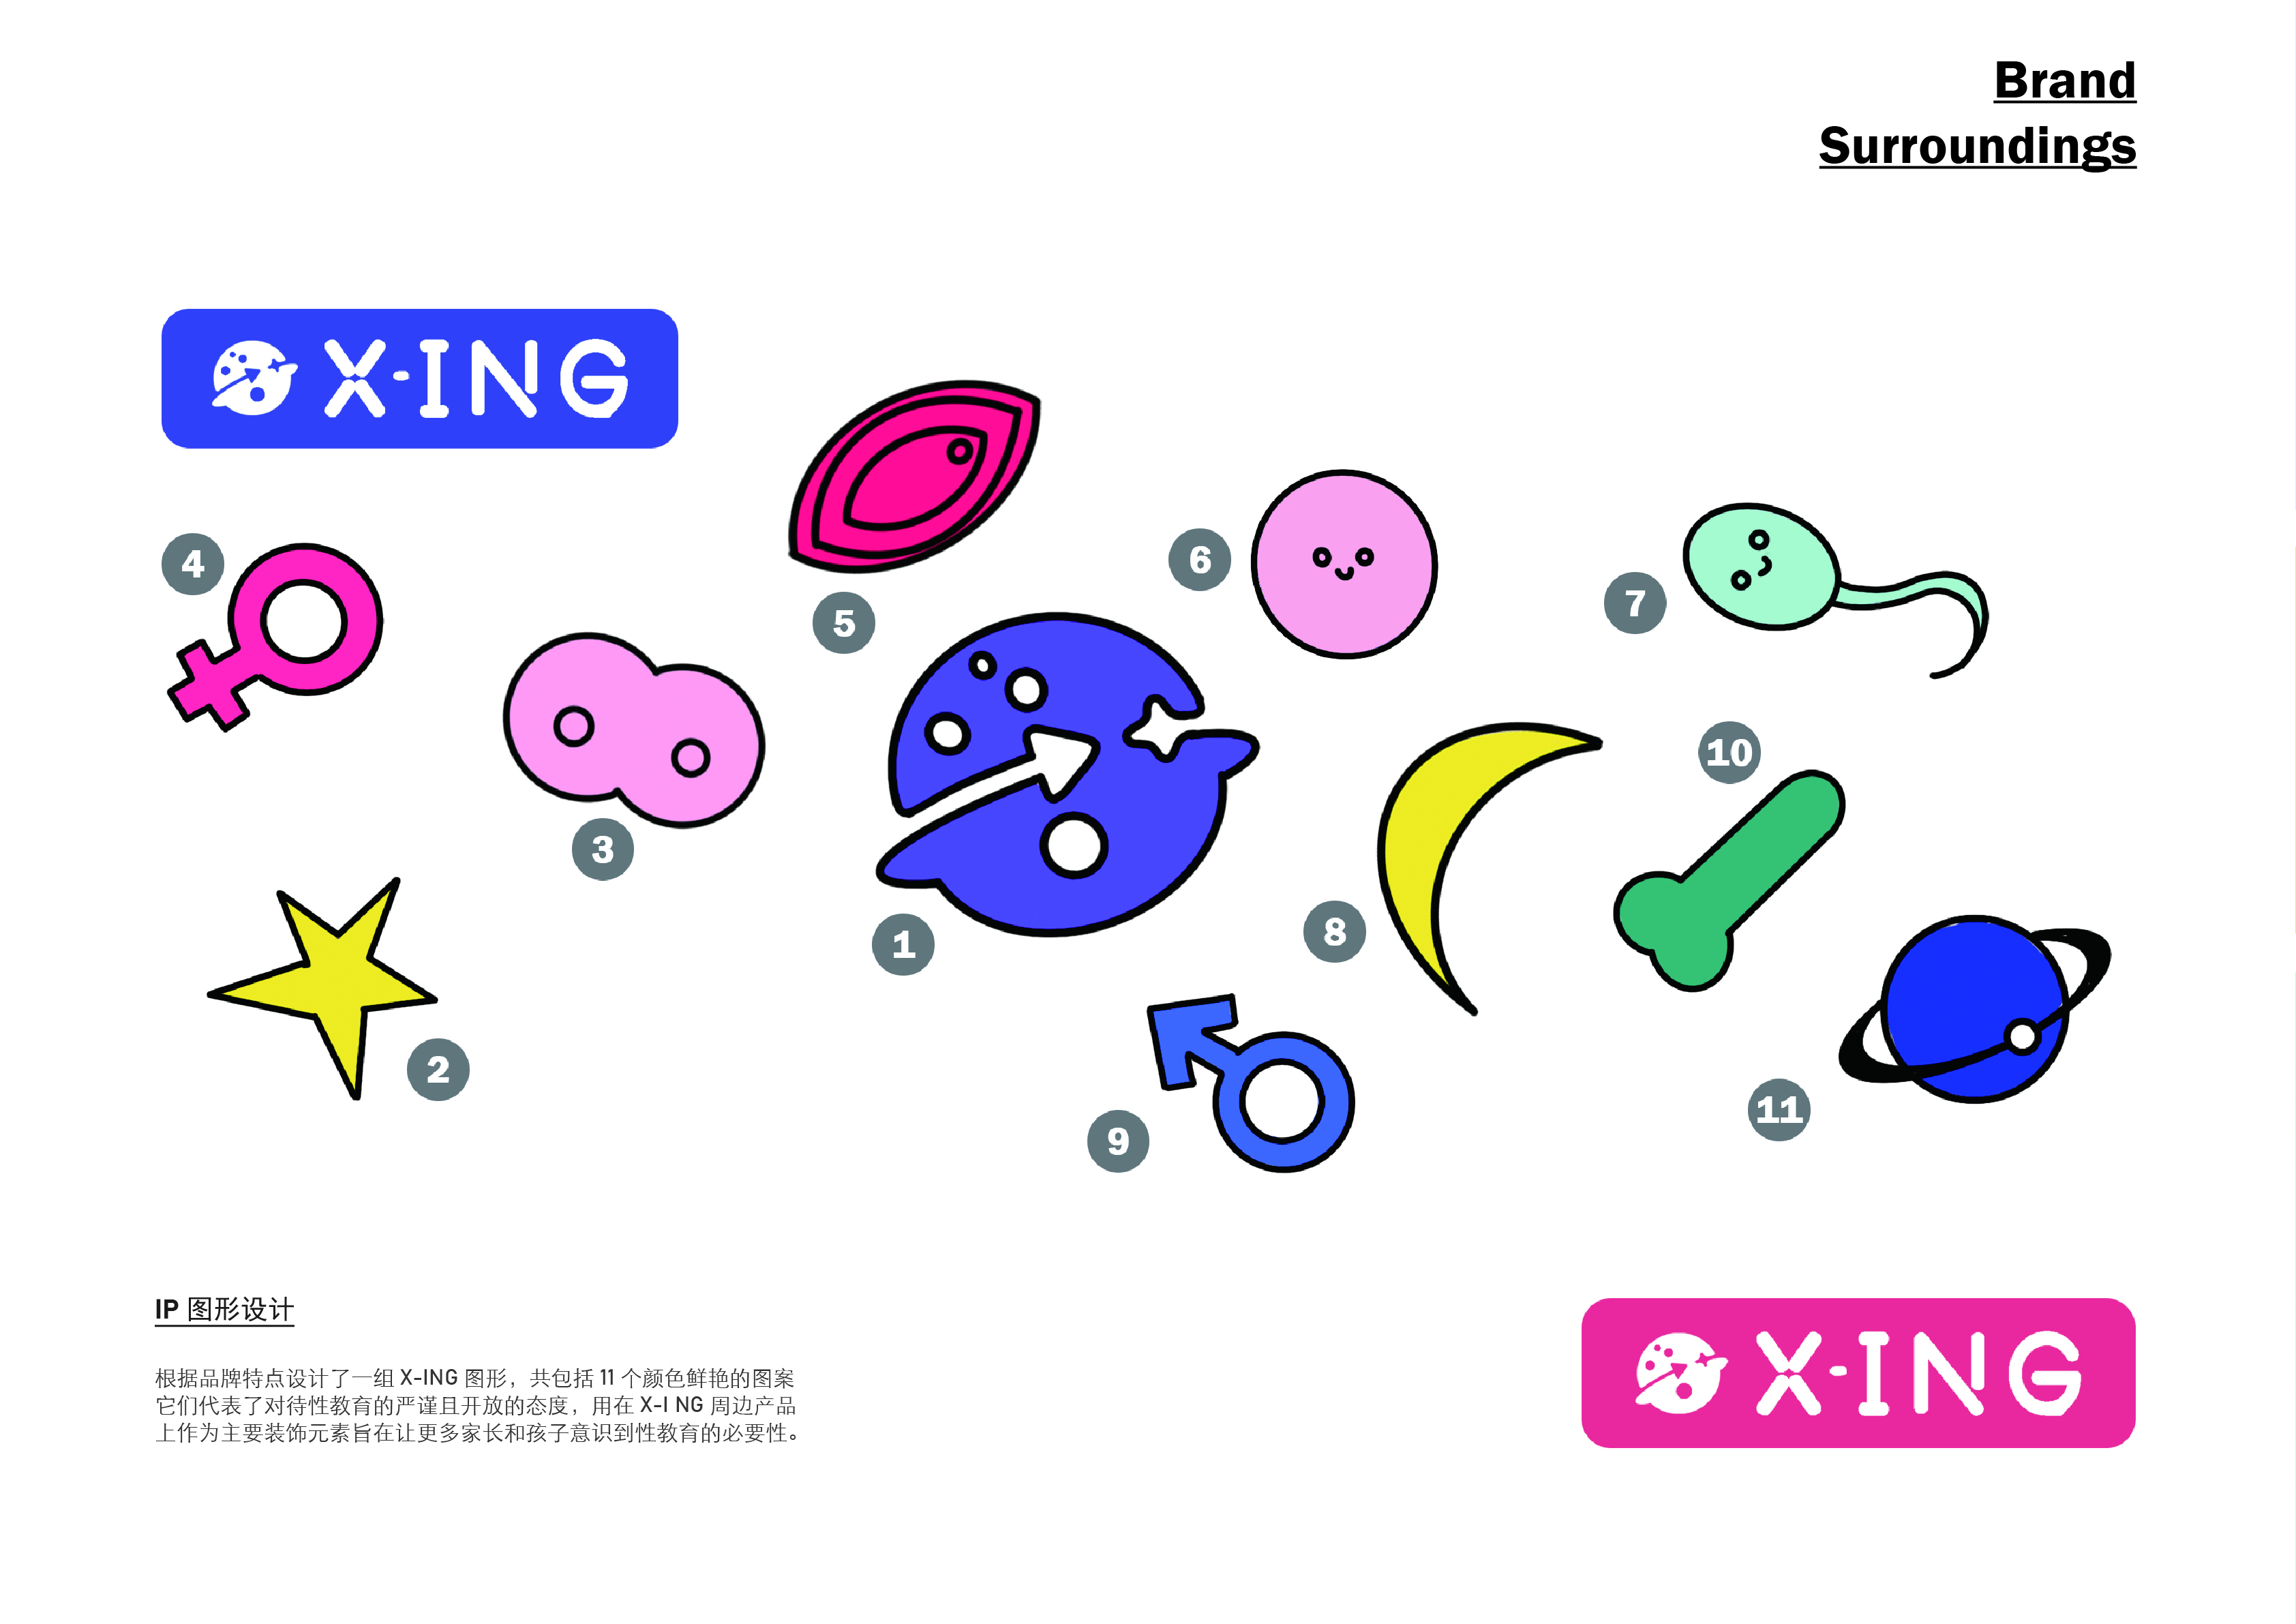 Brand
Surroundings
X-ING
4
5
6
7
3
10
1
8
2
9
11
IP 图形设计
根据品牌特点设计了一组 X-ING 图形，共包括 11 个颜色鲜艳的图案
它们代表了对待性教育的严谨且开放的态度，用在 X-I NG 周边产品
上作为主要装饰元素旨在让更多家长和孩子意识到性教育的必要性。
X-ING